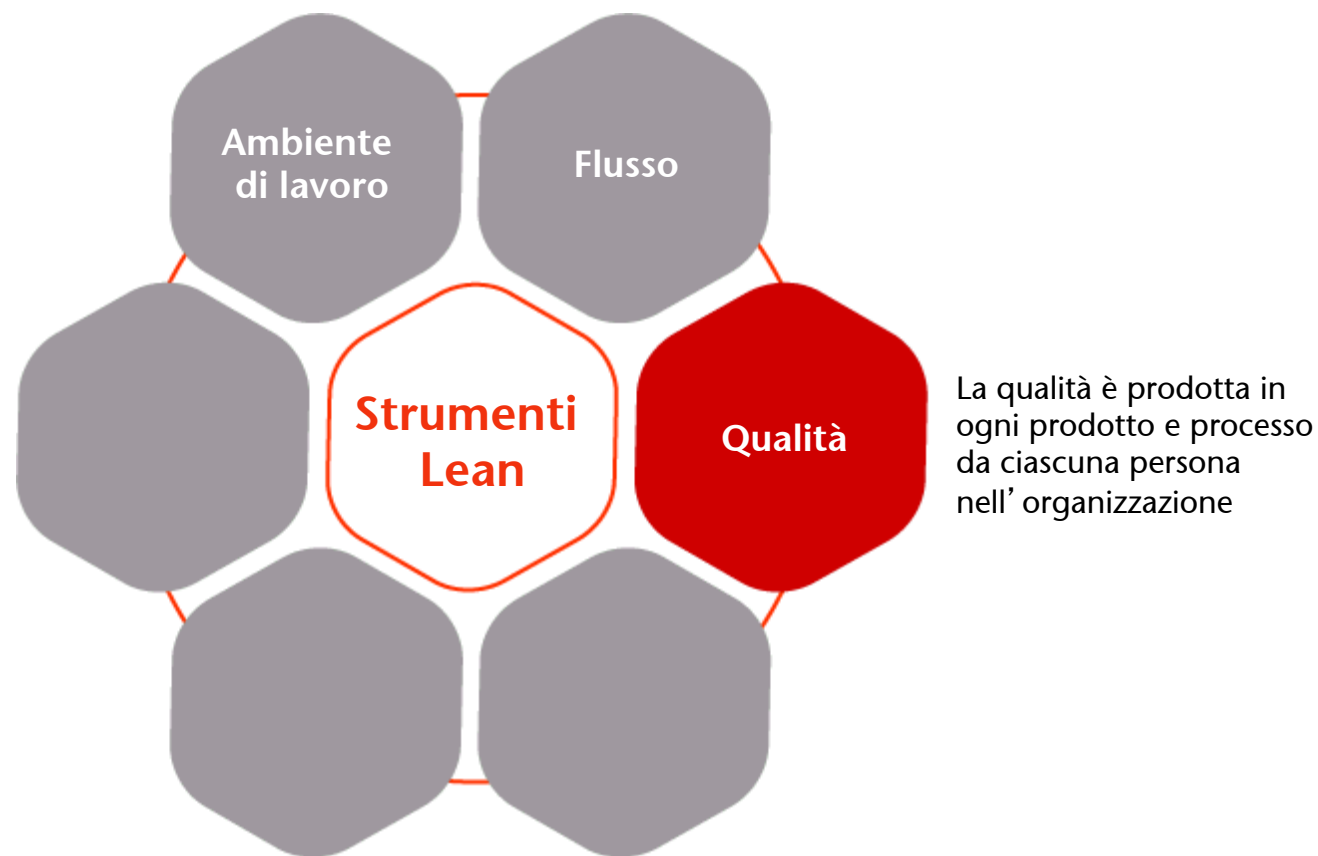 Ambiente
di lavoro
Flusso
Strumenti
Lean
Qualità
La qualità è prodotta in
ogni prodotto e processo
da ciascuna persona
nell’ organizzazione